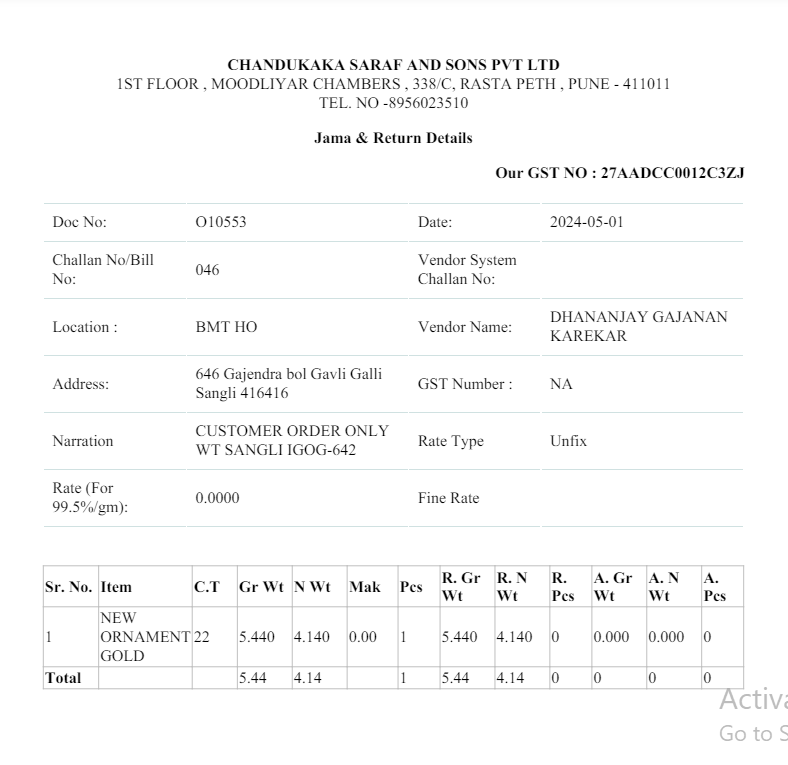 CHANDUKAKA SARAF AND SONS PVT LTD
1ST FLOOR , MOODLIYAR CHAMBERS , 338/C, RASTA PETH , PUNE - 411011
TEL. NO -8956023510
Jama & Return Details
Our GST NO : 27AADCC0012C3ZJ
Doc No: O10553 Date: 2024-05-01
Challan No/Bill No: 046 Vendor System Challan No:
Location : BMT HO Vendor Name: DHANANJAY GAJANAN KAREKAR
Address: 646 Gajendra bol Gavli Galli Sangli 416416 GST Number : NA
Narration CUSTOMER ORDER ONLY WT SANGLI IGOG-642 Rate Type Unfix
Rate (For 99.5%/gm): 0.0000 Fine Rate
Sr. No. Item C.T Gr Wt N Wt Mak Pcs R. Gr Wt R. N Wt R. Pcs A. Gr Wt A. N Wt A. Pcs
1 NEW ORNAMENT GOLD 22 5.440 4.140 0.00 1 5.440 4.140 0 0.000 0.000 0
Total 5.44 4.14 1 5.44 4.14 0 0 0 0
Activa
Go to S